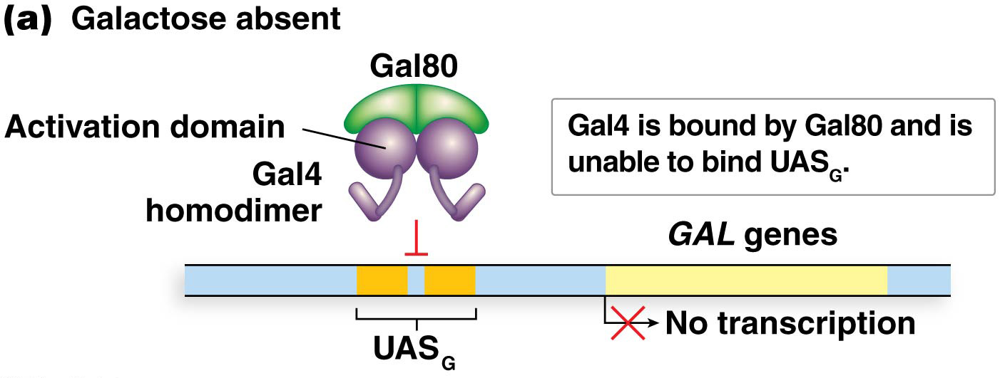 (a) Galactose absent
Gal80
Activation domain
Gal4
homodimer
Gal4 is bound by Gal80 and is
unable to bind UASG.
GAL genes
No transcription
UASG